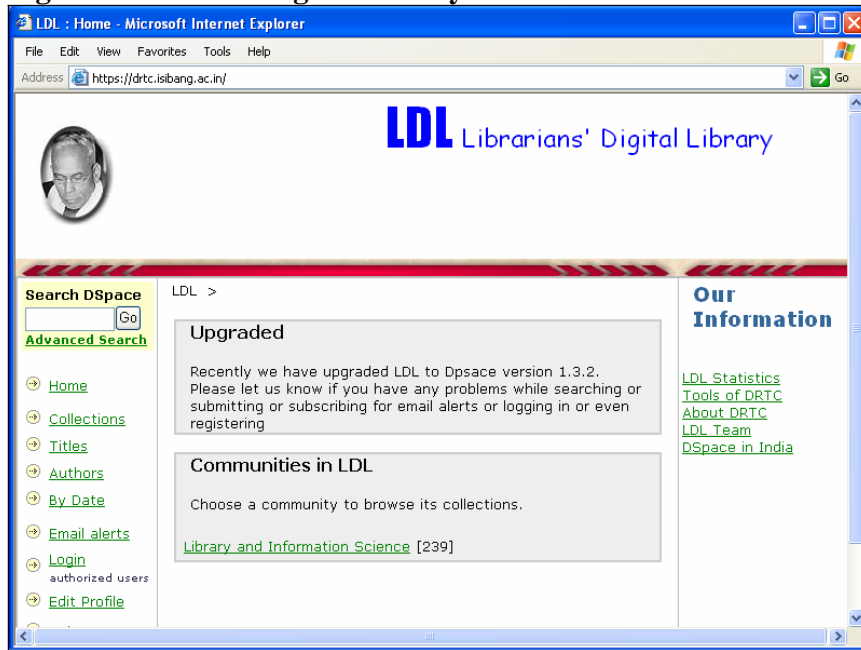 LDL : Home - Microsoft Internet Explorer
File Edit View Favorites Tools Help
Address https://drtc.isibang.ac.in/ Go
LDL Librarians' Digital Library
Search DSpace
Go
Advanced Search
Home
Collections
Titles
Authors
By Date
Email alerts
Login
authorized users
Edit Profile
LDL >
Upgraded
Recently we have upgraded LDL to Dpsace version 1.3.2.
Please let us know if you have any problems while searching or
submitting or subscribing for email alerts or logging in or even
registering
Communities in LDL
Choose a community to browse its collections.
Library and Information Science [239]
Our
Information
LDL Statistics
Tools of DRTC
About DRTC
LDL Team
DSpace in India